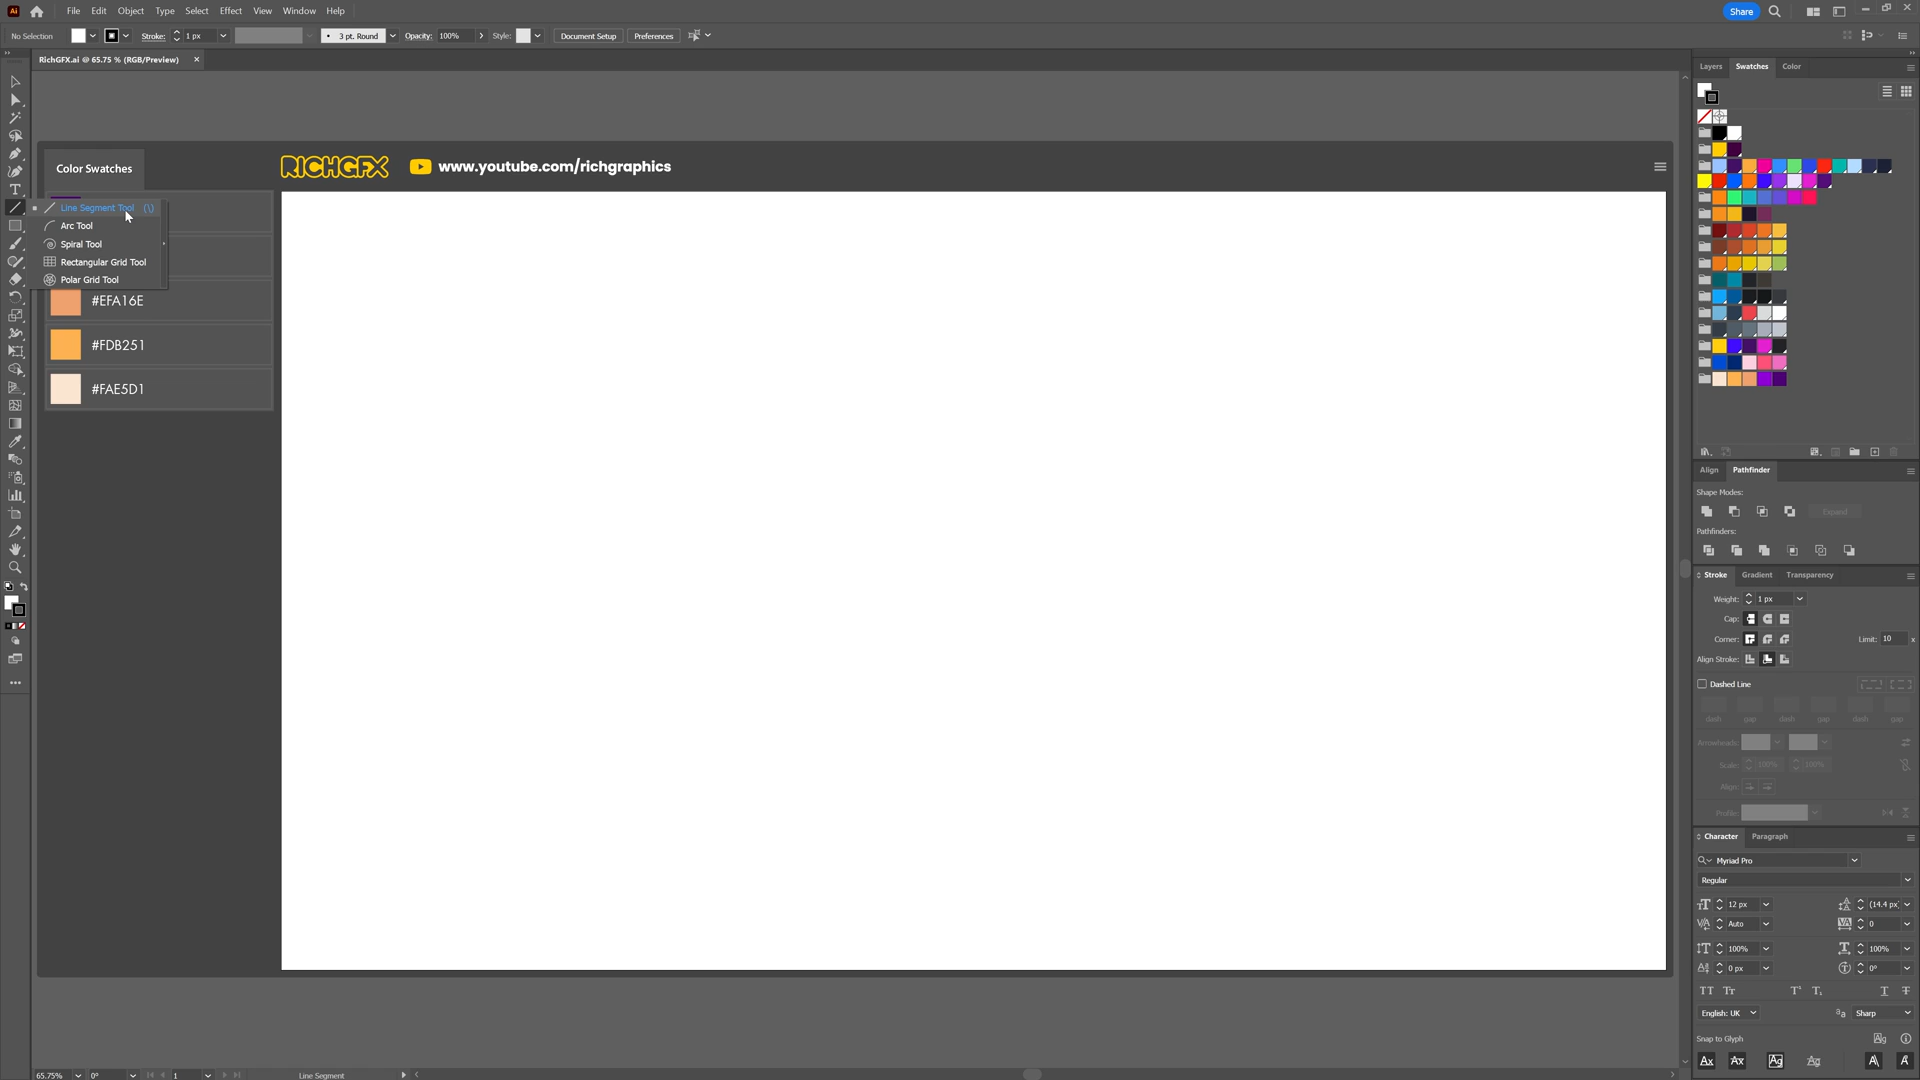 File Edit Object Type Select Effect View Window Help
Share
No Selection
Stroke: 1 px
3 pt. Round
Opacity: 100%
Style:
Document Setup
Preferences
RichGFX.ai @ 65.75 % (RGB/Preview)
Color Swatches
RICHGFX
www.youtube.com/richgraphics
Line Segment Tool (\)
Arc Tool
Spiral Tool
Rectangular Grid Tool
Polar Grid Tool
#EFA16E
#FDB251
#FAE5D1
Layers Swatches Color
Align Pathfinder
Shape Modes:
Expand
Pathfinders:
Stroke Gradient Transparency
Weight: 1 px
Cap:
Corner: Limit: 10 x
Align Stroke:
Dashed Line
dash gap dash gap dash gap
Arrowheads:
Scale: 100% 100%
Align:
Profile:
Character Paragraph
Myriad Pro
Regular
12 px (14.4 px)
Auto 0
100% 100%
0 px 0°
English: UK Sharp
Snap to Glyph
65.75% 0° 1 Line Segment